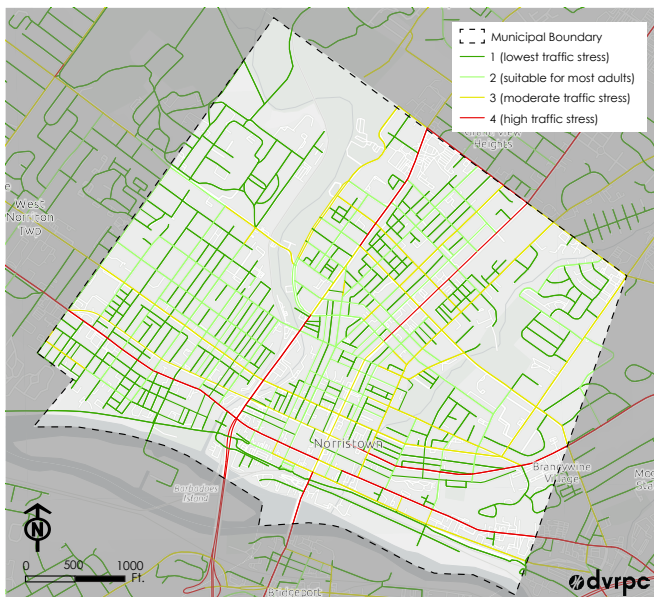 Municipal Boundary
1 (lowest traffic stress)
2 (suitable for most adults)
3 (moderate traffic stress)
4 (high traffic stress)
Heights
West
Norriton
Twp
Norristown
Brandywine
Village
Barbadoes
Island
Bridgeport
N
0 500 1000
Ft.
dvrpc